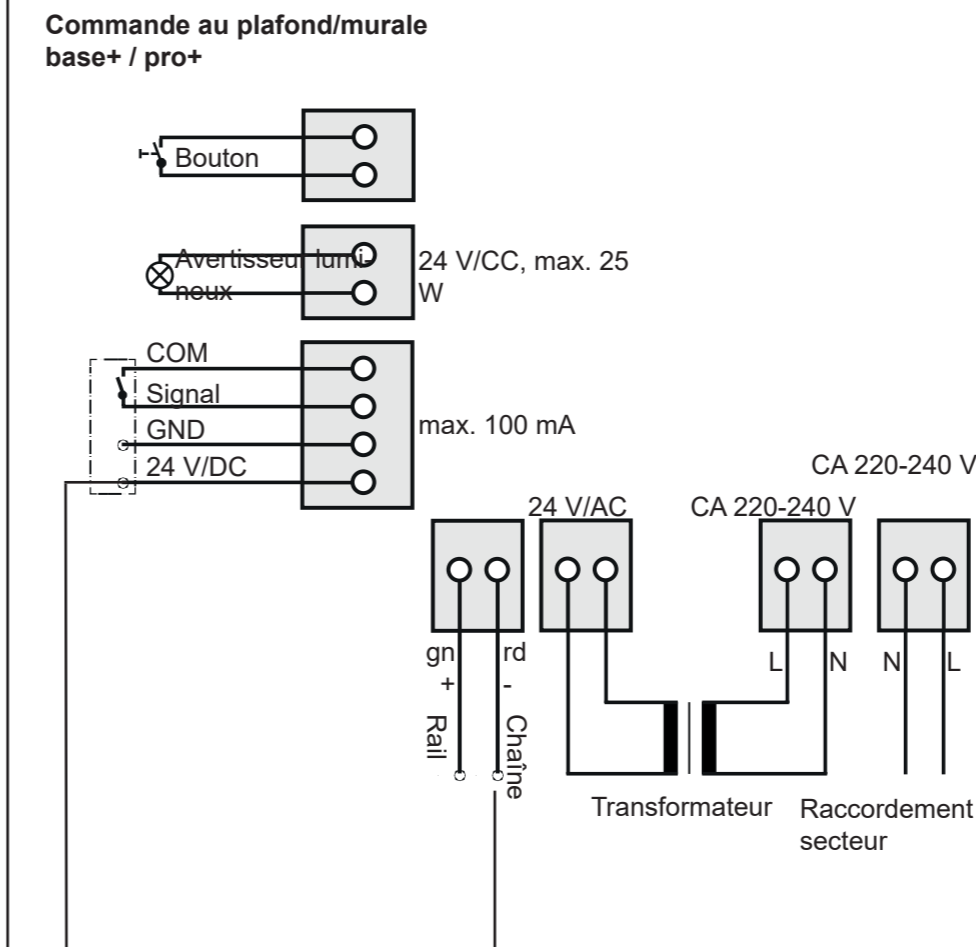 Commande au plafond/murale
base+ / pro+
Bouton
Avertisseur lumi-
neux
24 V/CC, max. 25
W
COM
Signal
GND
24 V/DC
max. 100 mA
CA 220-240 V
24 V/AC
CA 220-240 V
gn
rd
+
-
Rail
Chaîne
L
N
N
L
Transformateur
Raccordement
secteur